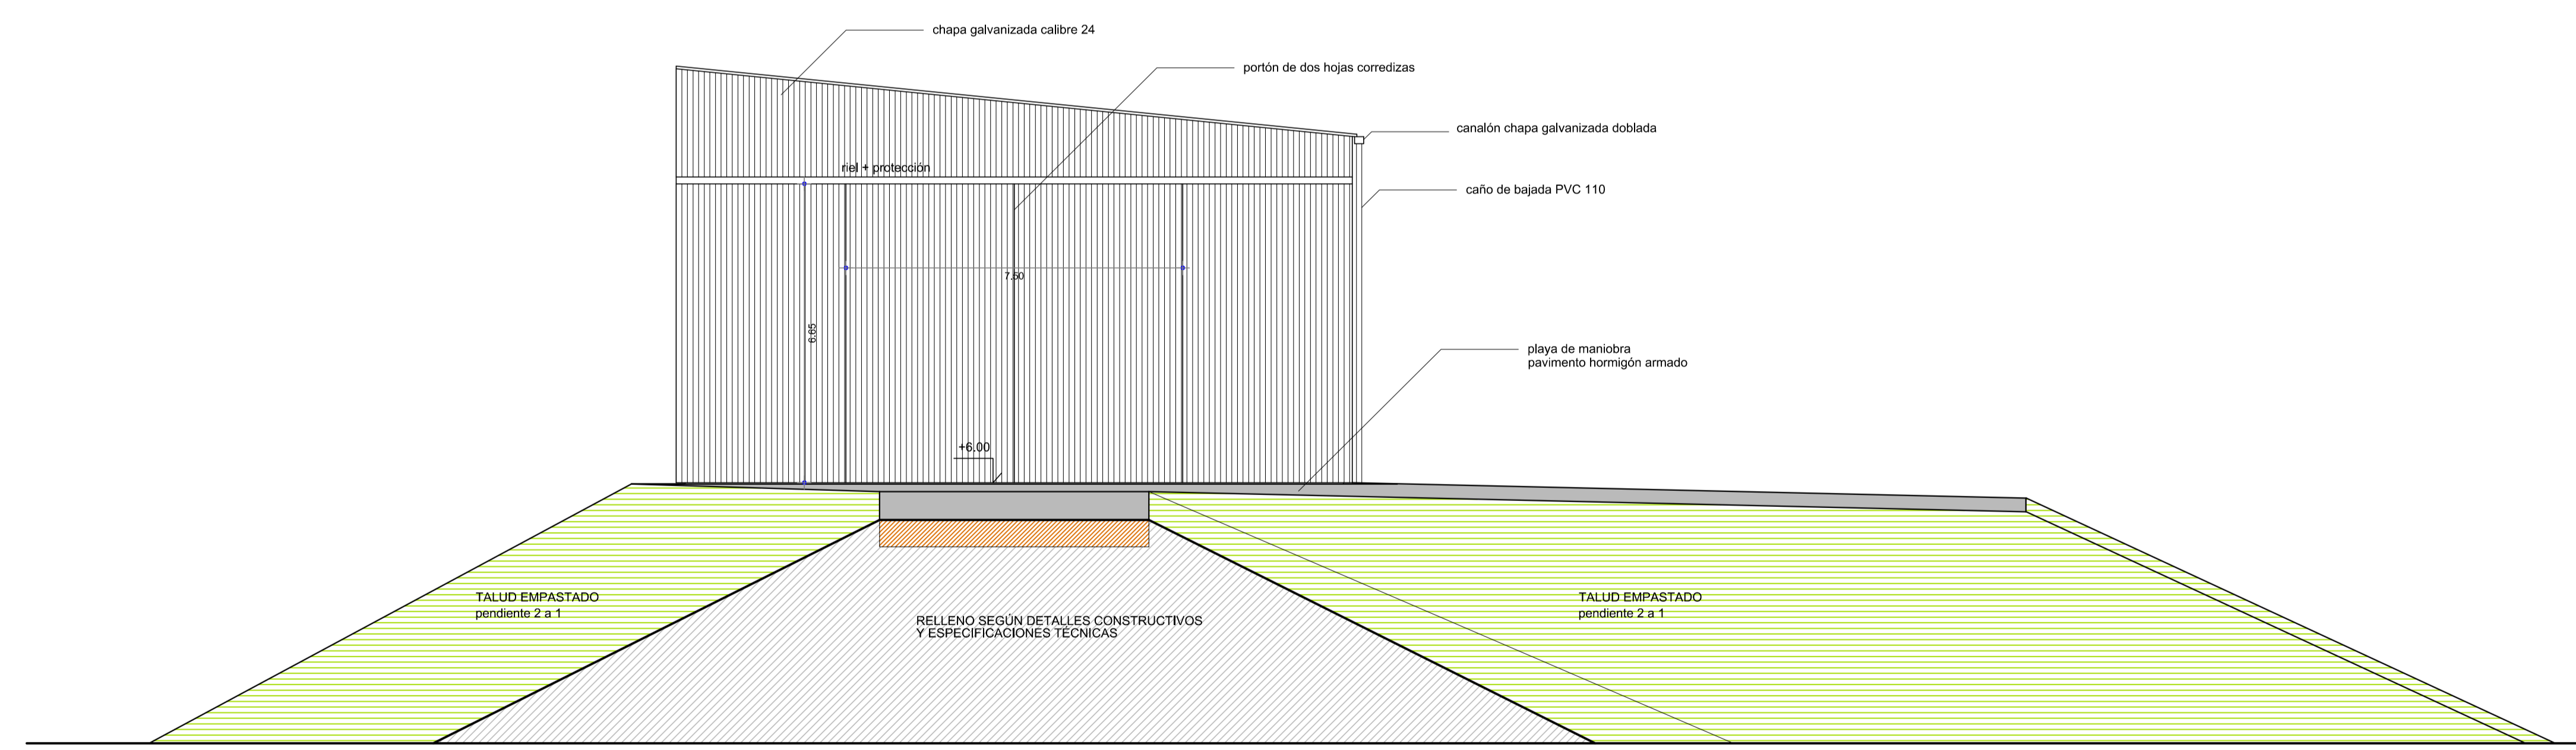 chapa galvanizada calibre 24
portón de dos hojas corredizas
canalón chapa galvanizada doblada
riel + protección
caño de bajada PVC 110
7.50
6.65
playa de maniobra
pavimento hormigón armado
+6.00
TALUD EMPASTADO
pendiente 2 a 1
TALUD EMPASTADO
pendiente 2 a 1
RELLENO SEGÚN DETALLES CONSTRUCTIVOS
Y ESPECIFICACIONES TÉCNICAS